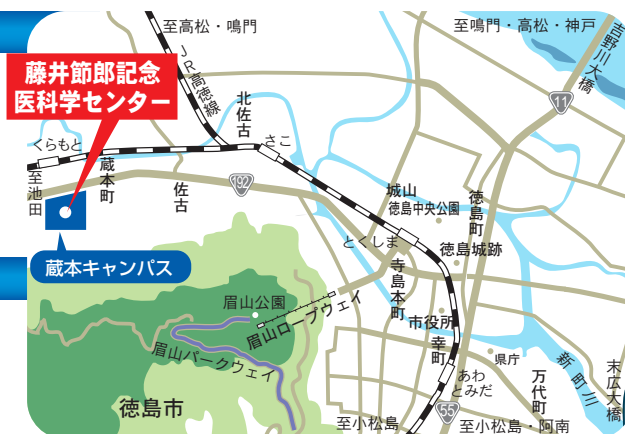 至高松・鳴門
至鳴門・高松・神戸
吉野川大橋
JR高徳線
11
藤井節郎記念
医科学センター
北佐古
くらもと
さこ
至池田
蔵本町
佐古
192
城山
徳島中央公園
徳島町
とくしま
徳島城跡
蔵本キャンパス
寺島本町
眉山公園
眉山ロープウェイ
市役所
幸町
眉山パークウェイ
県庁
新町川
末広大橋
あわ
とみだ
万代町
徳島市
55
至小松島
至小松島・阿南